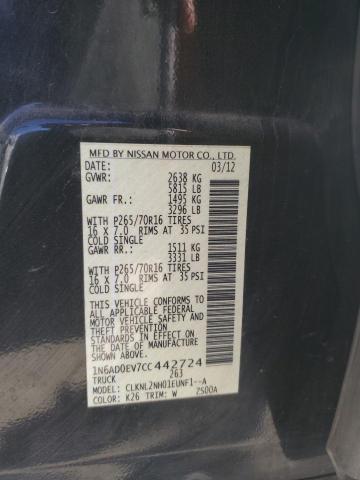 MFD BY NISSAN MOTOR CO., LTD.
DATE: 03/12
GVWR: 2638 KG
5815 LB
GAWR FR.: 1495 KG
3296 LB
WITH P265/70R16 TIRES
16 X 7.0 RIMS AT 35 PSI
COLD SINGLE
GAWR RR.: 1511 KG
3331 LB
WITH P265/70R16 TIRES
16 X 7.0 RIMS AT 35 PSI
COLD SINGLE
THIS VEHICLE CONFORMS TO
ALL APPLICABLE FEDERAL
MOTOR VEHICLE SAFETY
AND THEFT PREVENTION
STANDARDS IN EFFECT ON
THE DATE OF MANUFACTURE
SHOWN ABOVE.
1N6AD0EV7CC442724
TRUCK 263
MODEL: CLKNL2NH01EUNF1--A
COLOR: K26 TRIM: W 2S00A